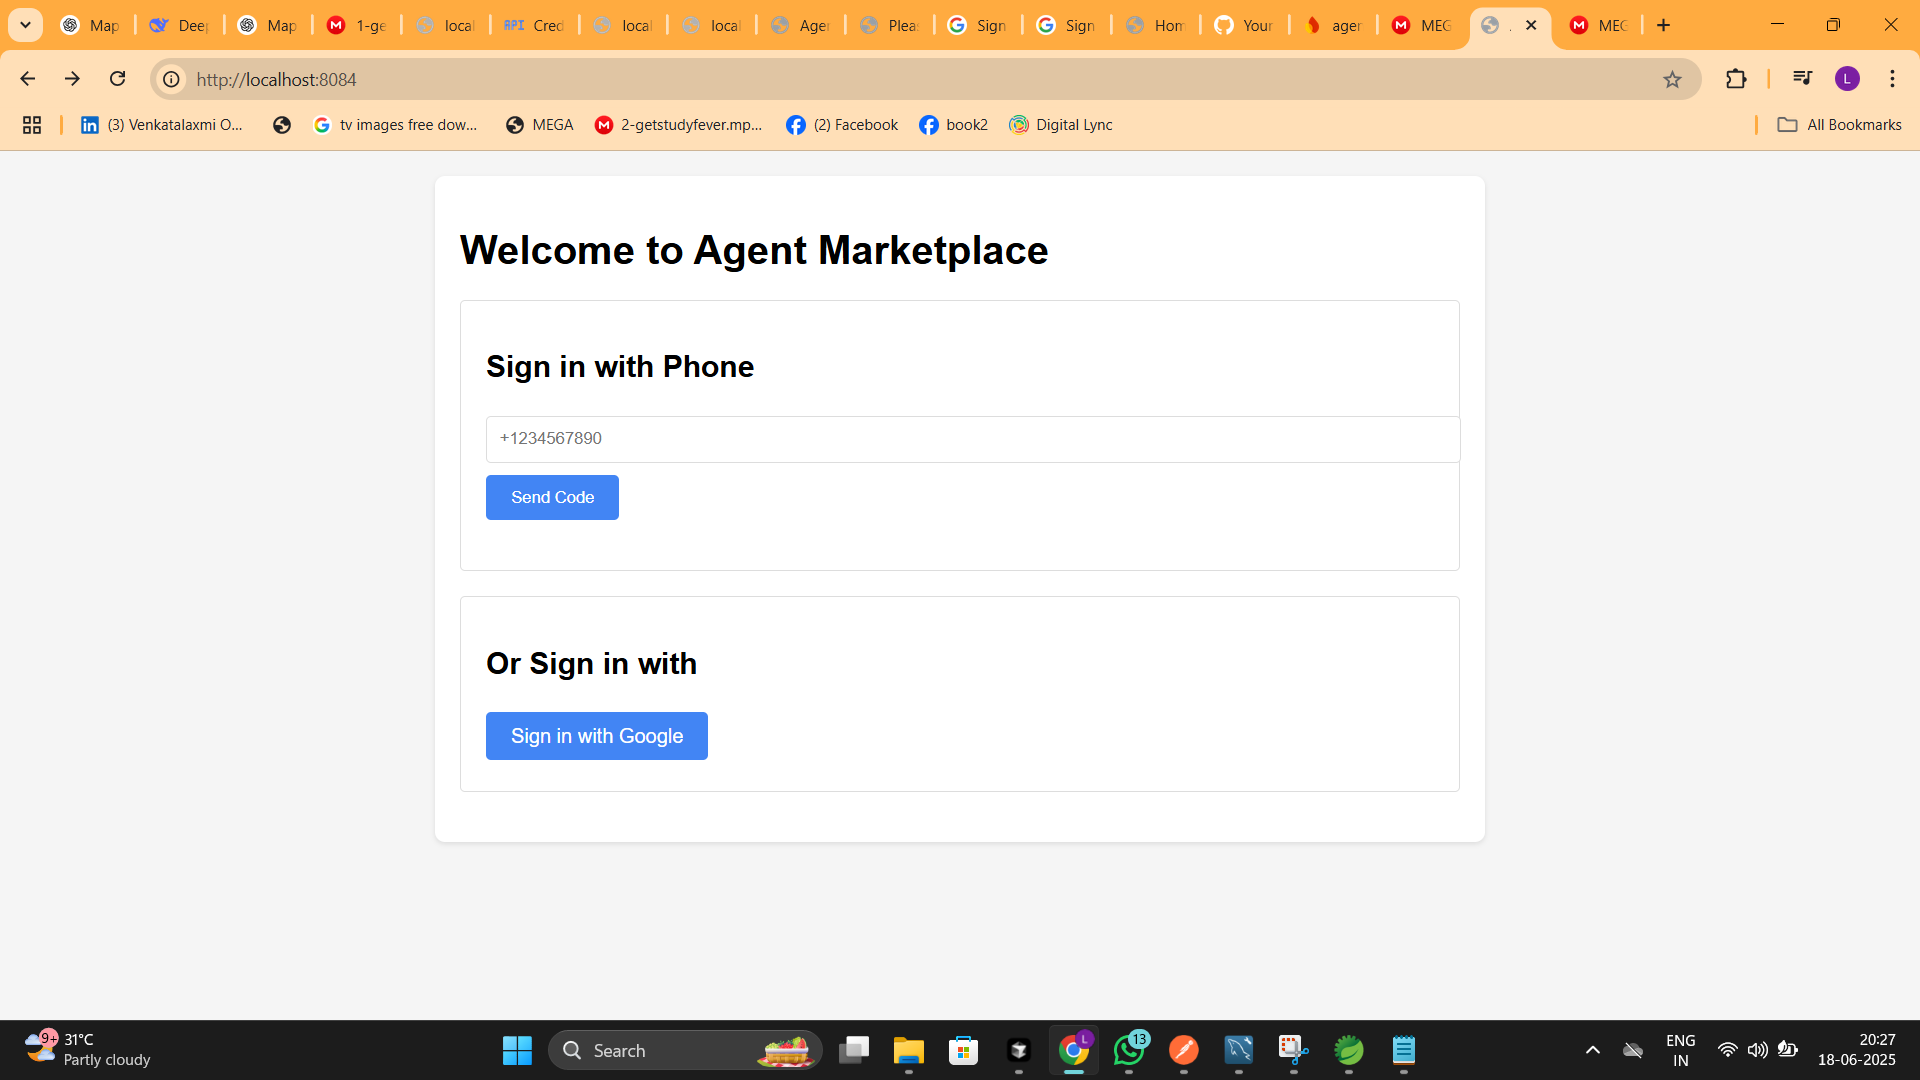 Map
Deep
Map
1-ge
local
Cred
local
local
Agen
Pleas
Sign
Sign
Hom
Your
agen
MEG
MEG
http://localhost:8084
L
(3) Venkatalaxmi O...
tv images free dow...
MEGA
2-getstudyfever.mp...
(2) Facebook
book2
Digital Lync
All Bookmarks
Welcome to Agent Marketplace
Sign in with Phone
+1234567890
Send Code
Or Sign in with
Sign in with Google
9+
31°C
Partly cloudy
Search
L
13
ENG
IN
20:27
18-06-2025